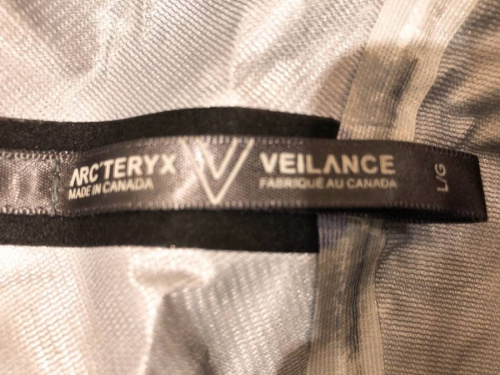 ARC'TERYX
MADE IN CANADA
VEILANCE
FABRIQUÉ AU CANADA
L/G